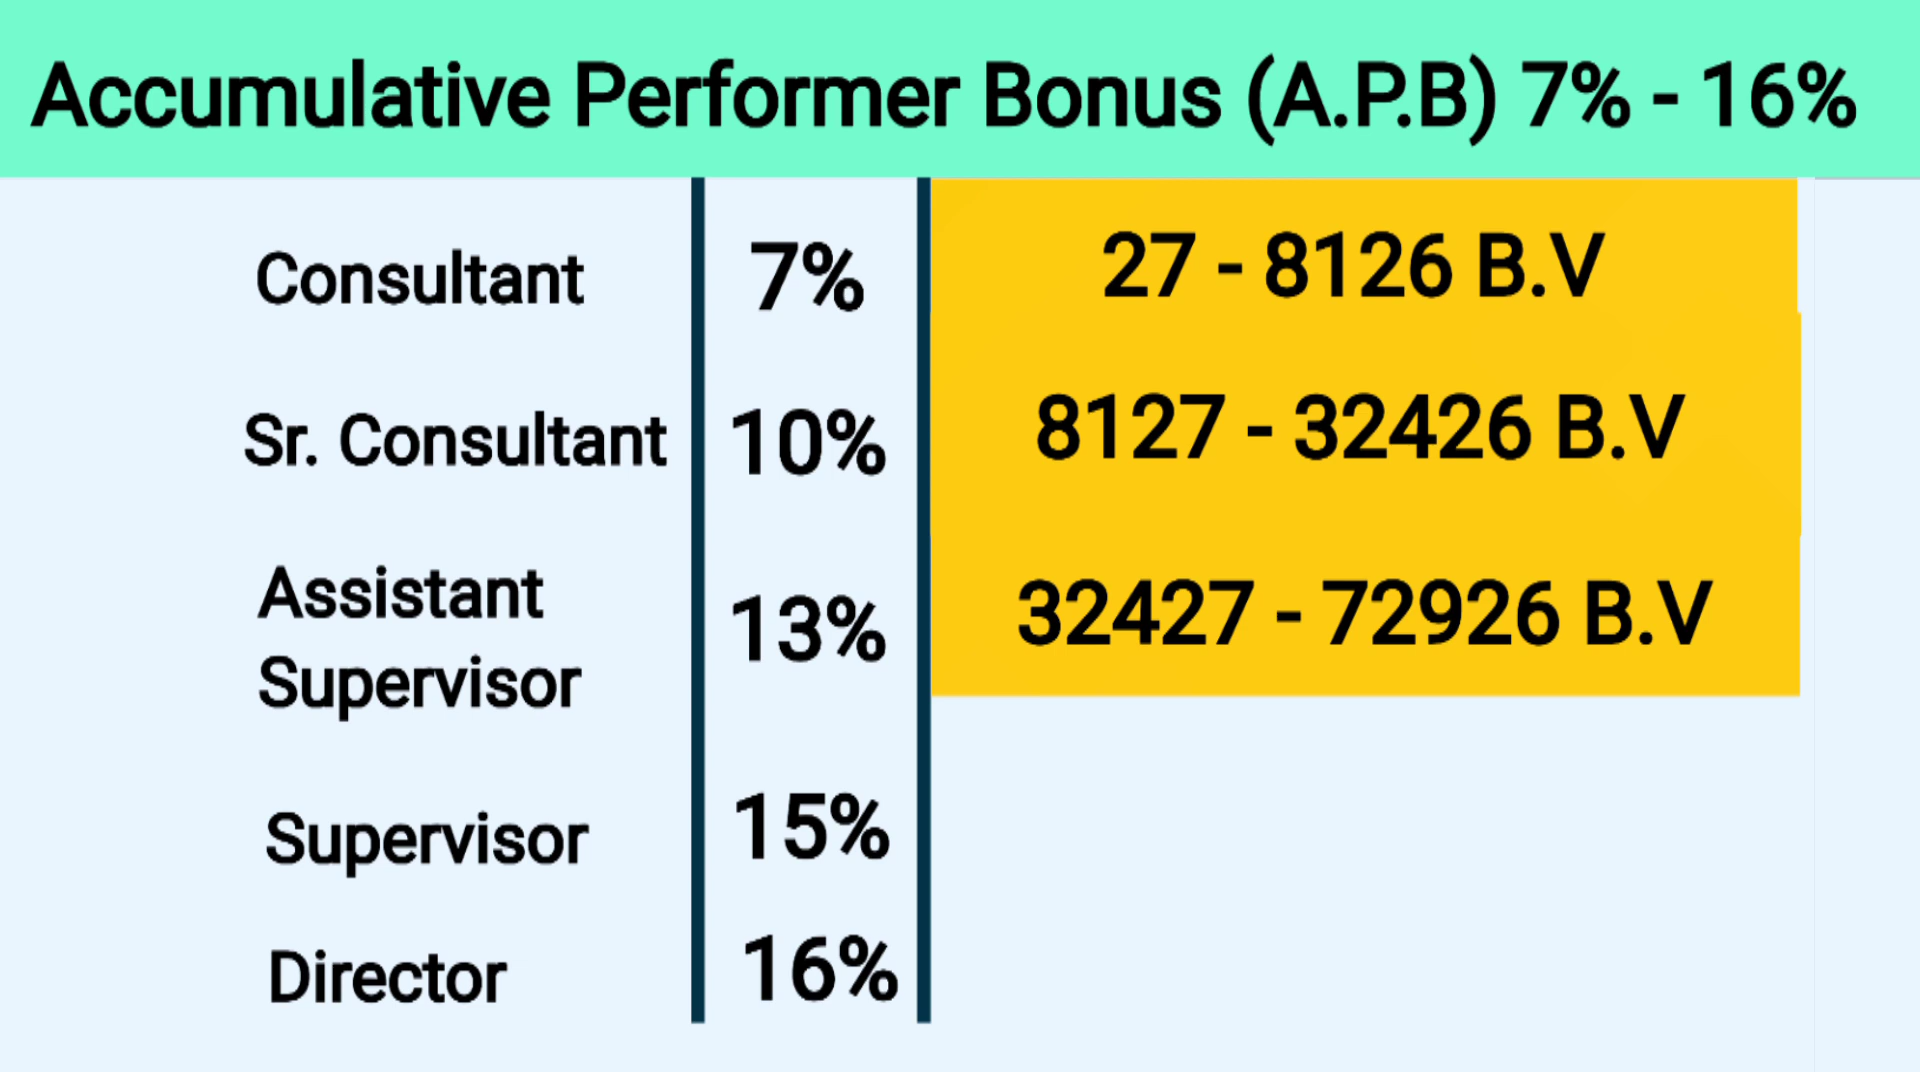 Accumulative Performer Bonus (A.P.B) 7% - 16%
Consultant 7% 27 - 8126 B.V
Sr. Consultant 10% 8127 - 32426 B.V
Assistant
Supervisor 13% 32427 - 72926 B.V
Supervisor 15%
Director 16%